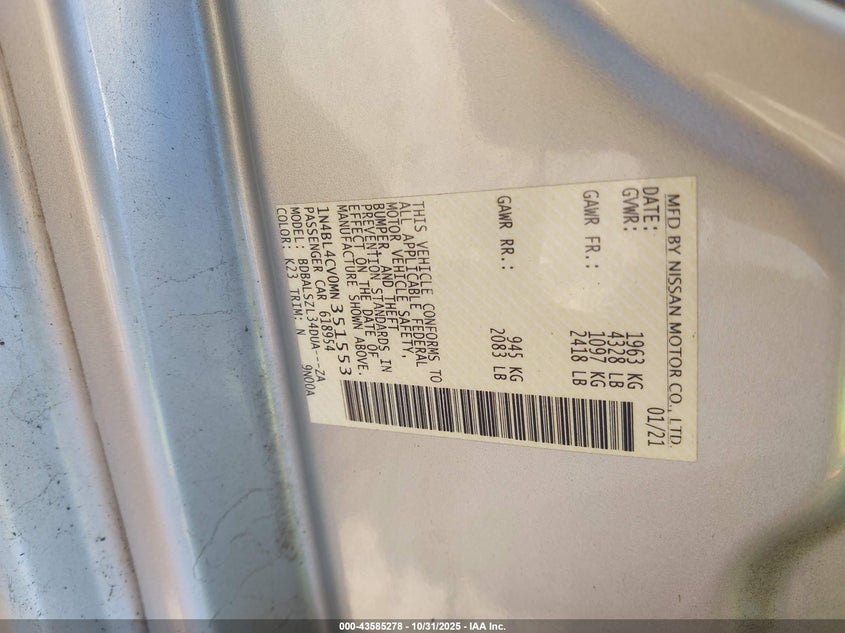 MFD BY NISSAN MOTOR CO., LTD.
DATE: 01/21
GVWR: 1963 KG
4328 LB
GAWR FR.: 1097 KG
2418 LB
GAWR RR.: 945 KG
2083 LB
THIS VEHICLE CONFORMS TO
ALL APPLICABLE FEDERAL
MOTOR VEHICLE SAFETY,
BUMPER, AND THEFT
PREVENTION STANDARDS IN
EFFECT ON THE DATE OF
MANUFACTURE SHOWN ABOVE.
1N4BL4CV0MN351553
PASSENGER CAR 618954
MODEL: BDBALSZL34DUA---ZA
COLOR: K23 TRIM: N 9N00A
000-43585278 - 10/31/2025 - IAA Inc.